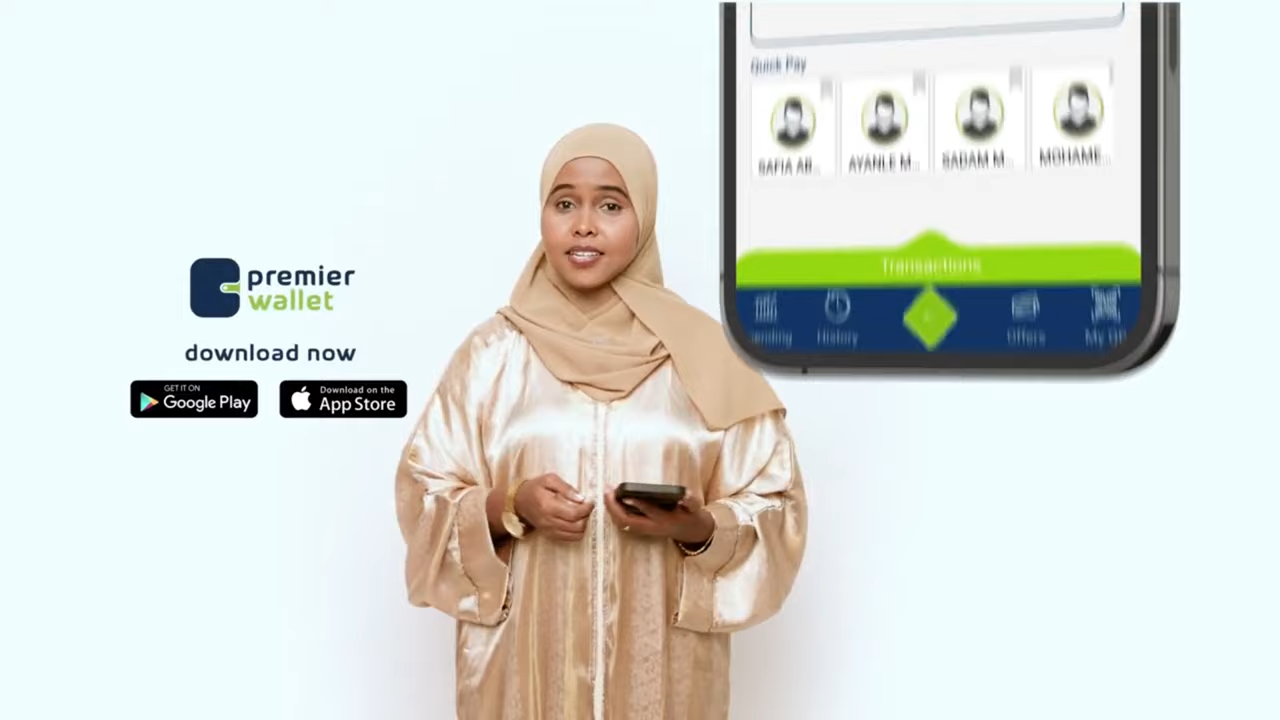 premier
wallet
download now
GET IT ON
Google Play
Download on the
App Store
Quick Pay
SAFIA AB...
AYANLE M...
SADAM M...
MOHAME...
Transactions
History
Offers